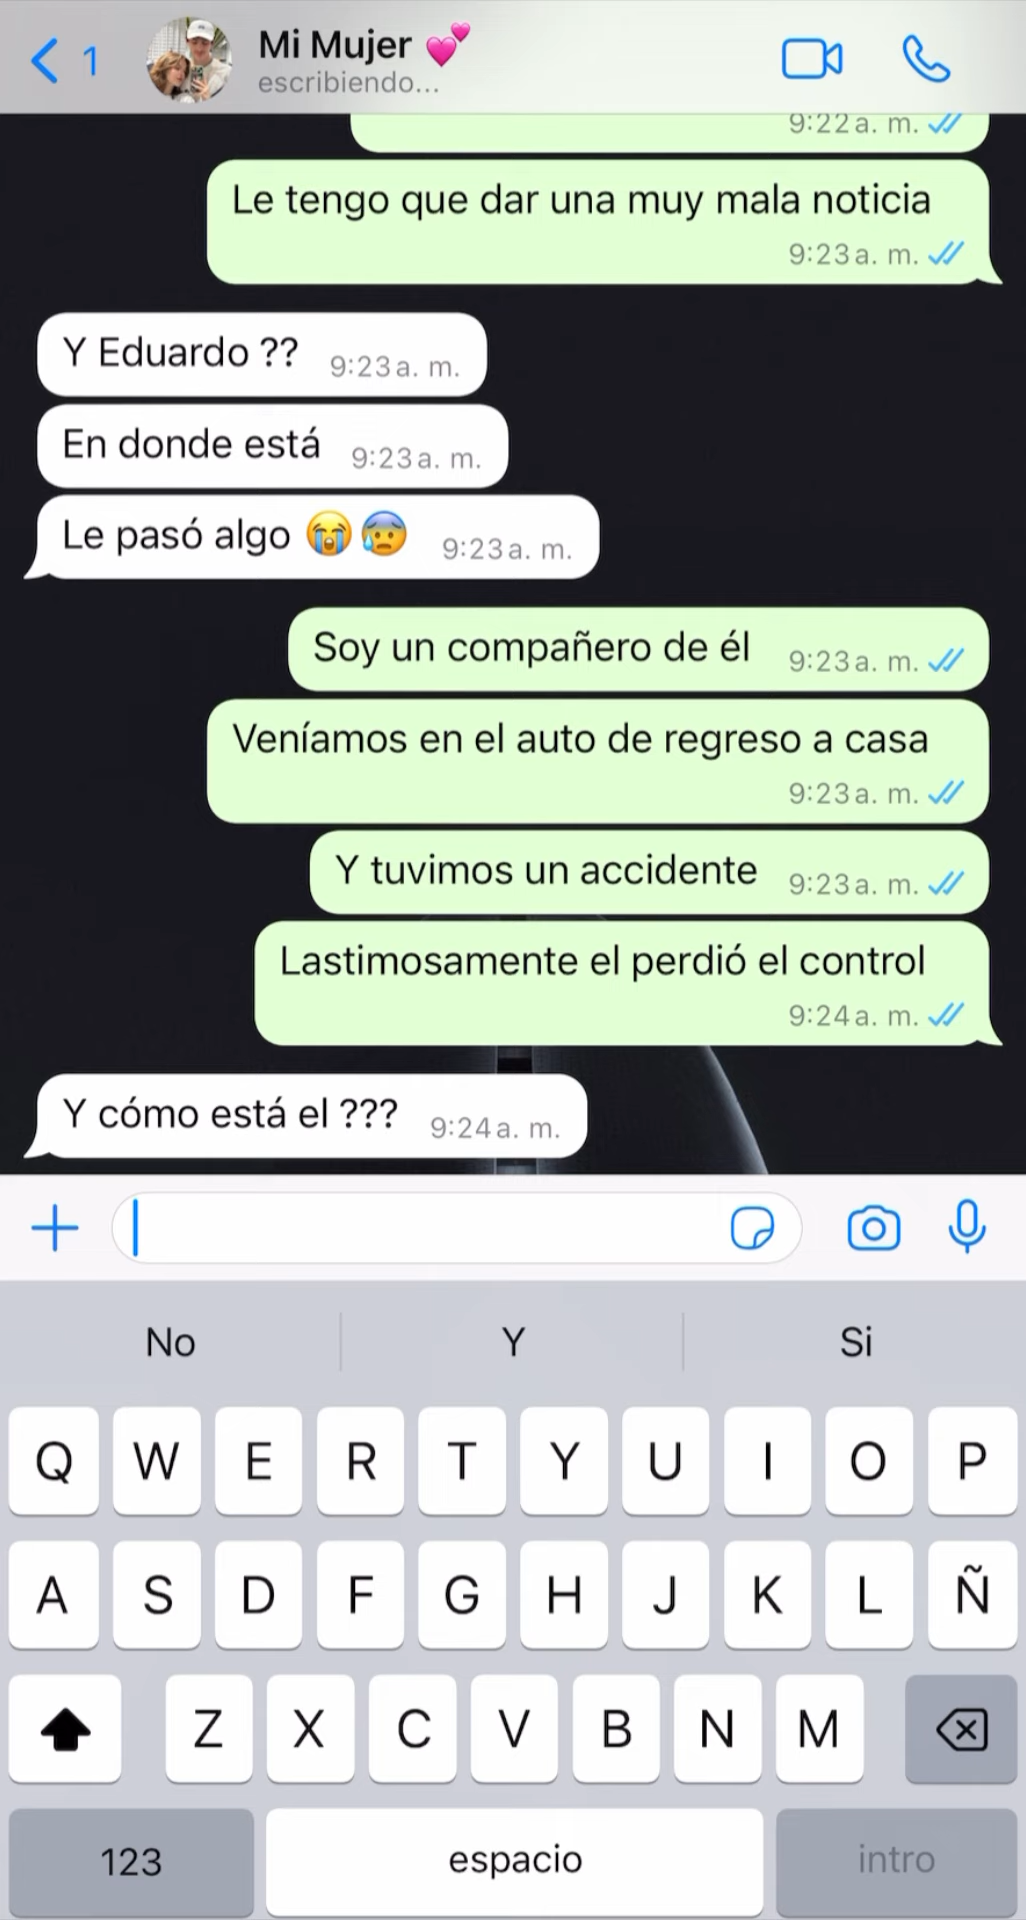 1
Mi Mujer 💕
escribiendo...
9:22 a. m.
Le tengo que dar una muy mala noticia
9:23 a. m.
Y Eduardo ?? 9:23 a. m.
En donde está 9:23 a. m.
Le pasó algo 😭😰 9:23 a. m.
Soy un compañero de él 9:23 a. m.
Veníamos en el auto de regreso a casa
9:23 a. m.
Y tuvimos un accidente 9:23 a. m.
Lastimosamente el perdió el control
9:24 a. m.
Y cómo está el ??? 9:24 a. m.
No Y Si
Q W E R T Y U I O P
A S D F G H J K L Ñ
Z X C V B N M
123 espacio intro